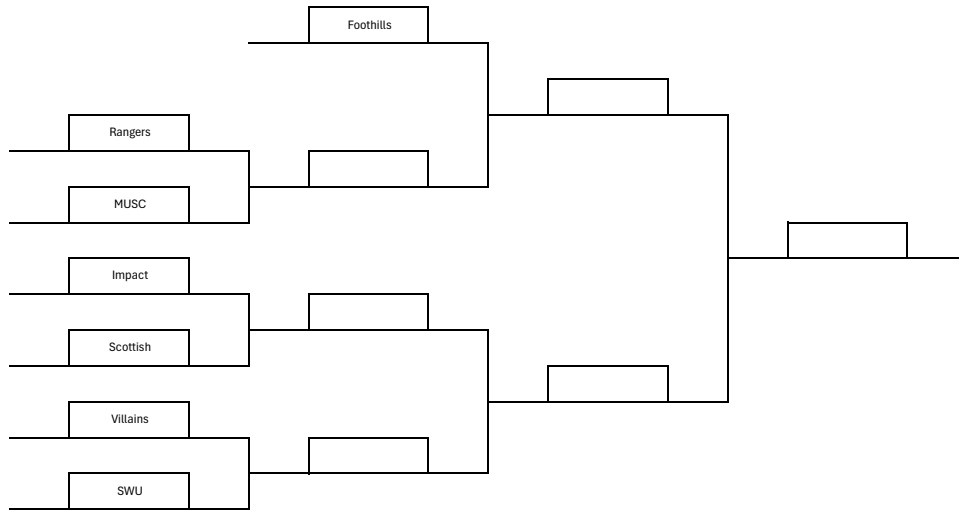 Foothills
Rangers
MUSC
Impact
Scottish
Villains
SWU